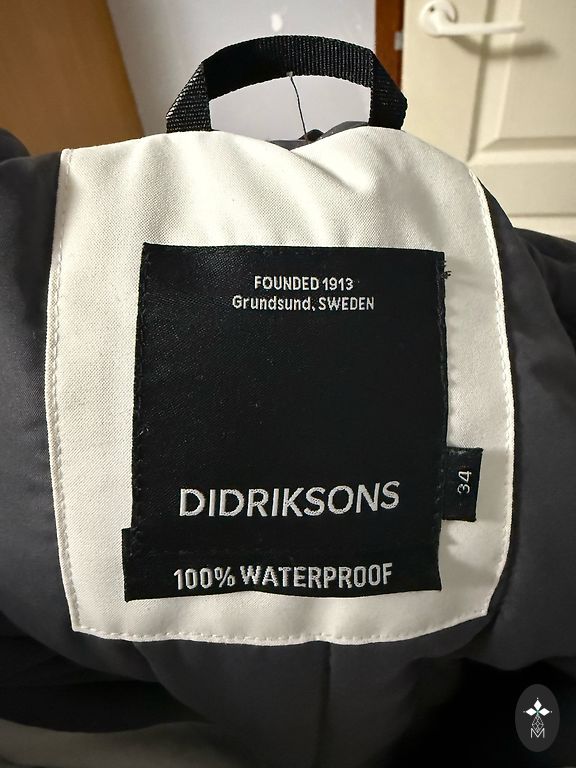 FOUNDED 1913
Grundsund, SWEDEN
DIDRIKSONS
34
100% WATERPROOF